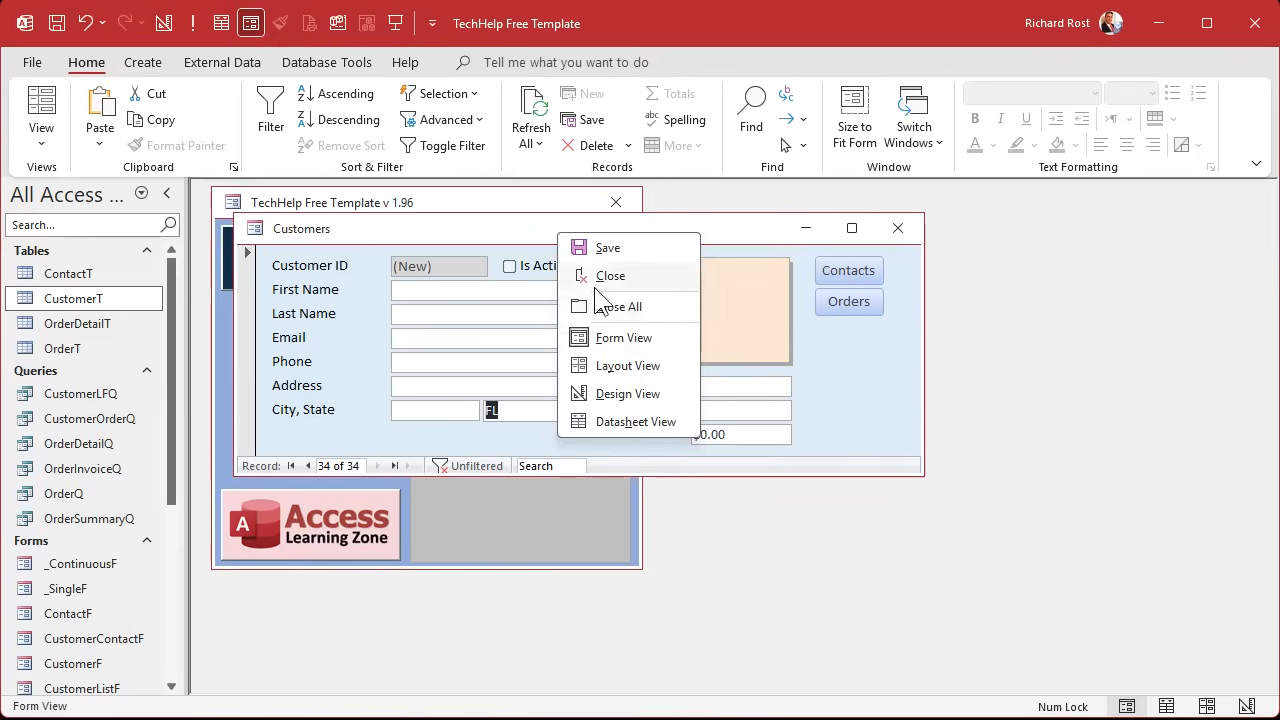 TechHelp Free Template
Richard Rost
File
Home
Create
External Data
Database Tools
Help
Tell me what you want to do
View
Views
Paste
Cut
Copy
Format Painter
Clipboard
Filter
Ascending
Descending
Remove Sort
Selection
Advanced
Toggle Filter
Sort & Filter
Refresh
All
New
Save
Delete
Totals
Spelling
More
Records
Find
Find
Size to
Fit Form
Switch
Windows
Window
B I U
A
Text Formatting
All Access ...
Search...
Tables
ContactT
CustomerT
OrderDetailT
OrderT
Queries
CustomerLFQ
CustomerOrderQ
OrderDetailQ
OrderInvoiceQ
OrderQ
OrderSummaryQ
Forms
_ContinuousF
_SingleF
ContactF
CustomerContactF
CustomerF
CustomerListF
TechHelp Free Template v 1.96
Customers
Customer ID
(New)
Is Acti
First Name
Last Name
Email
Phone
Address
City, State
FL
Contacts
Orders
Save
Close
Form View
Layout View
Design View
Datasheet View
Record:
34 of 34
Unfiltered
Search
A Access
Learning Zone
Form View
Num Lock